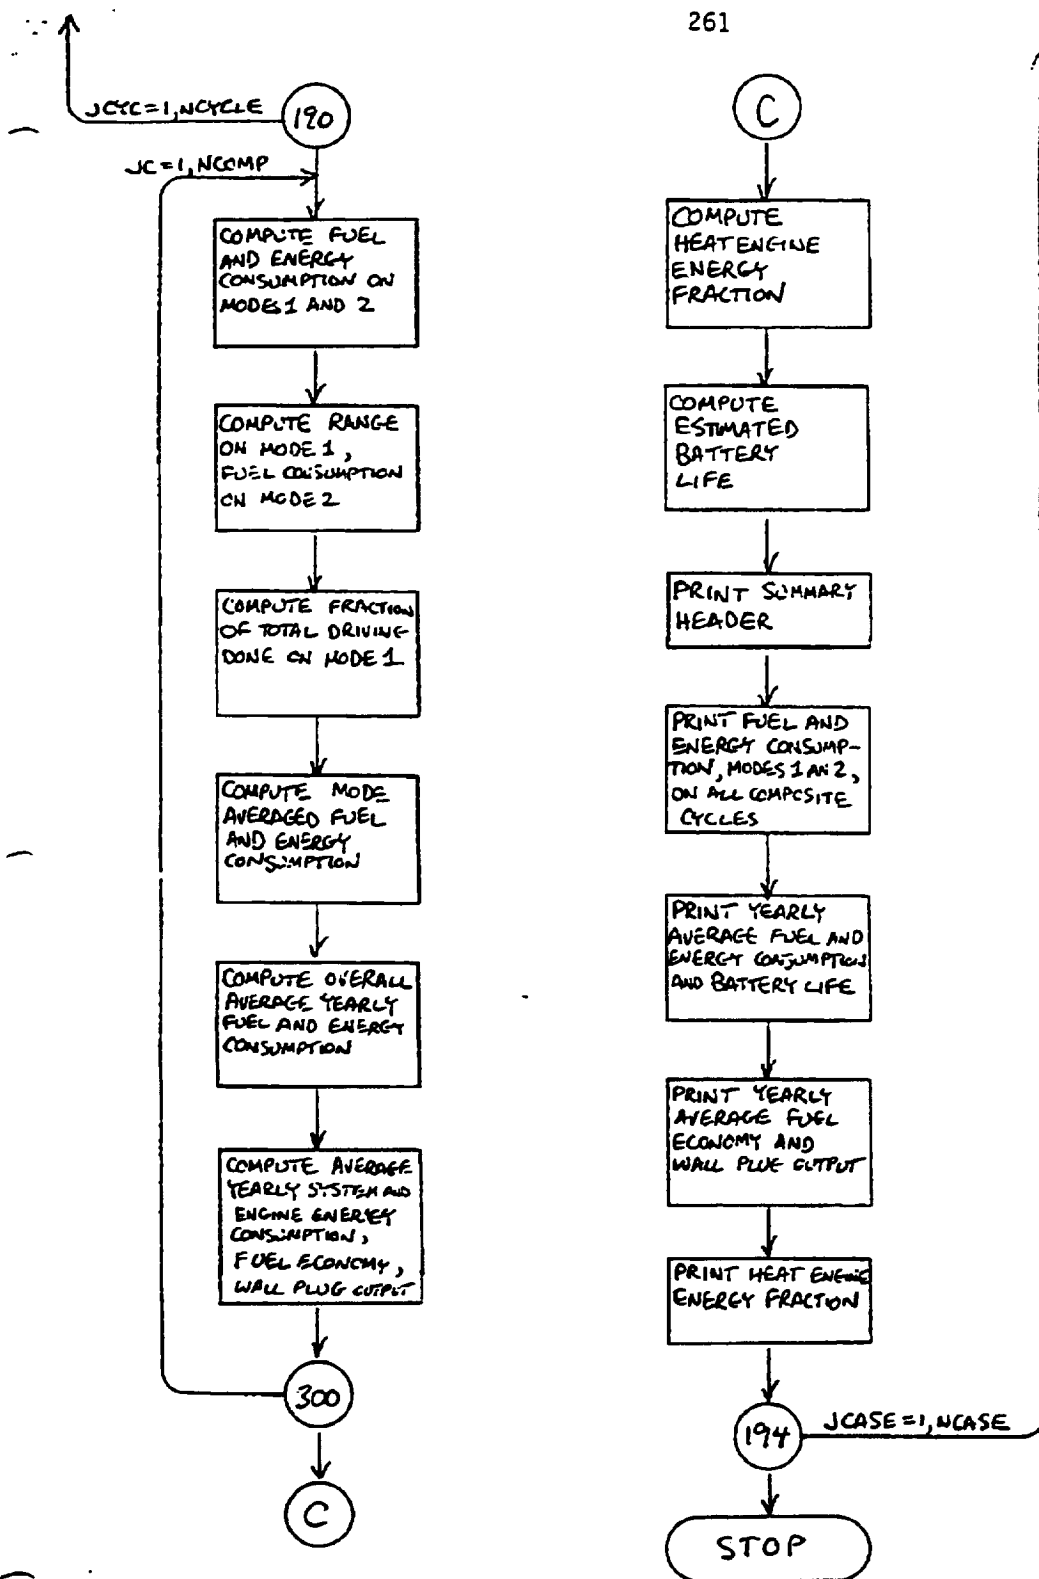 261
JCYC=1, NCYCLE
190
JC=1, NCOMP
COMPUTE FUEL
AND ENERGY
CONSUMPTION ON
MODES 1 AND 2
COMPUTE RANGE
ON MODE 1,
FUEL CONSUMPTION
ON MODE 2
COMPUTE FRACTION
OF TOTAL DRIVING
DONE ON MODE 1
COMPUTE MODE
AVERAGED FUEL
AND ENERGY
CONSUMPTION
COMPUTE OVERALL
AVERAGE YEARLY
FUEL AND ENERGY
CONSUMPTION
COMPUTE AVERAGE
YEARLY SYSTEM AND
ENGINE ENERGY
CONSUMPTION,
FUEL ECONOMY,
WALL PLUG OUTPUT
300
C
C
COMPUTE
HEAT ENGINE
ENERGY
FRACTION
COMPUTE
ESTIMATED
BATTERY
LIFE
PRINT SUMMARY
HEADER
PRINT FUEL AND
ENERGY CONSUMP-
TION, MODES 1 AN 2,
ON ALL COMPOSITE
CYCLES
PRINT YEARLY
AVERAGE FUEL AND
ENERGY CONSUMPTION
AND BATTERY LIFE
PRINT YEARLY
AVERAGE FUEL
ECONOMY AND
WALL PLUG OUTPUT
PRINT HEAT ENGINE
ENERGY FRACTION
194
JCASE=1, NCASE
STOP